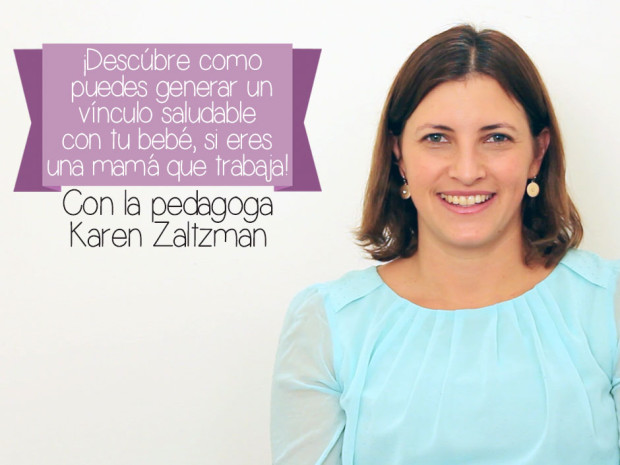 ¡Descúbre como
puedes generar un
vínculo saludable
con tu bebé, si eres
una mamá que trabaja!
Con la pedagoga
Karen Zaltzman